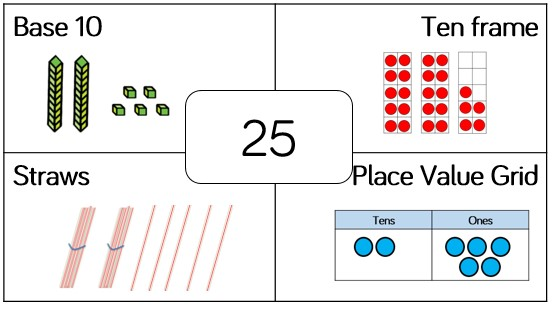 Base 10
Ten frame
25
Straws
Place Value Grid
Tens
Ones